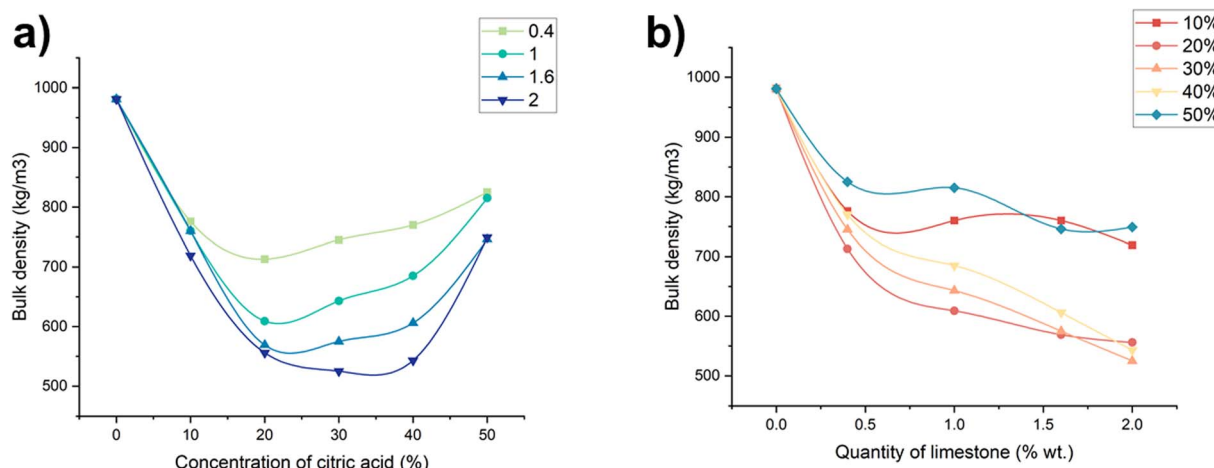 a)
0.4
1
1.6
2
1000
900
800
700
600
500
Bulk density (kg/m3)
0 10 20 30 40 50
Concentration of citric acid (%)
b)
10%
20%
30%
40%
50%
1000
900
800
700
600
500
Bulk density (kg/m3)
0.0 0.5 1.0 1.5 2.0
Quantity of limestone (% wt.)